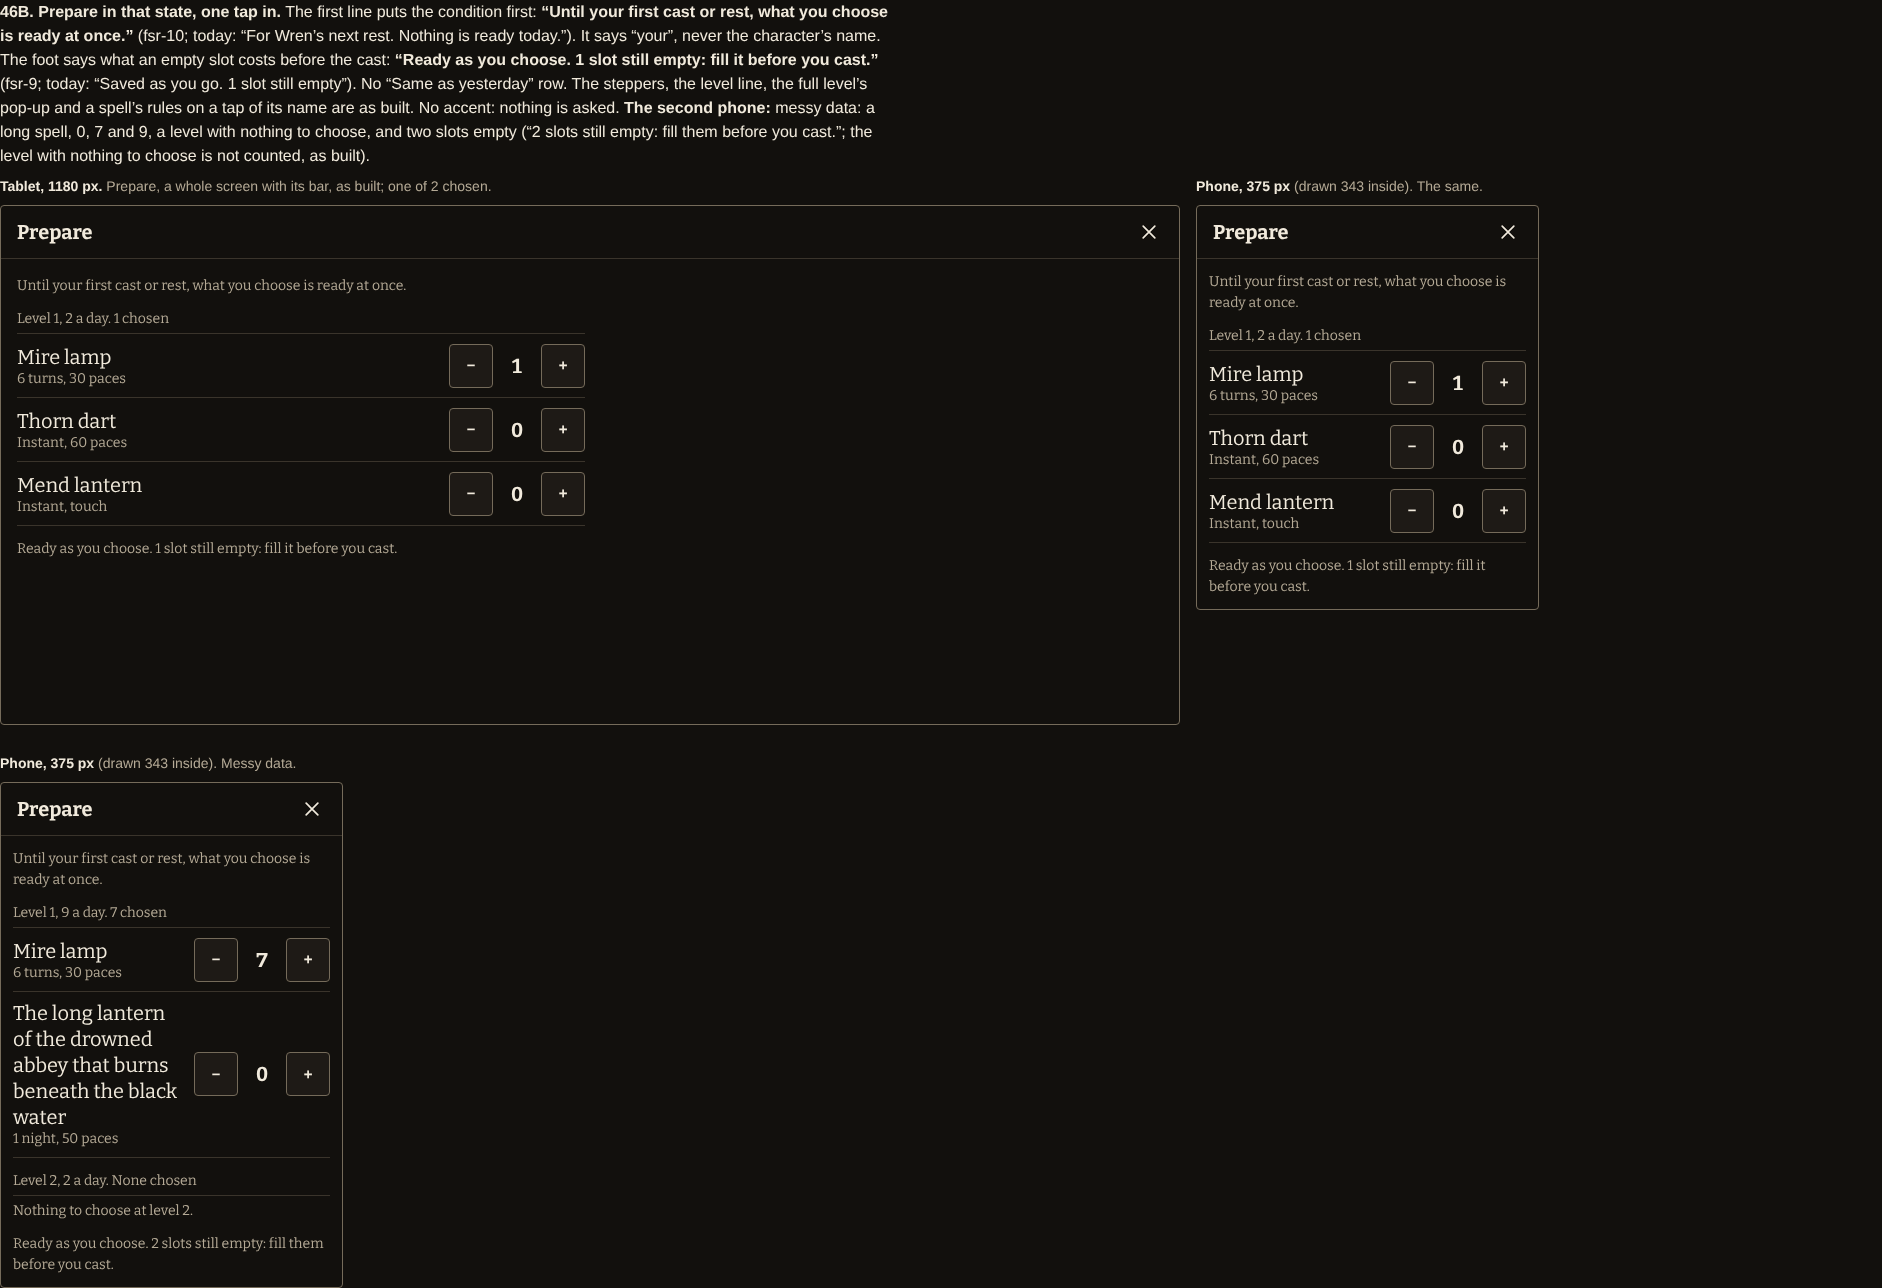 46B. Prepare in that state, one tap in. The first line puts the condition first: “Until your first cast or rest, what you choose
is ready at once.” (fsr-10; today: “For Wren’s next rest. Nothing is ready today.”). It says “your”, never the character’s name.
The foot says what an empty slot costs before the cast: “Ready as you choose. 1 slot still empty: fill it before you cast.”
(fsr-9; today: “Saved as you go. 1 slot still empty”). No “Same as yesterday” row. The steppers, the level line, the full level’s
pop-up and a spell’s rules on a tap of its name are as built. No accent: nothing is asked. The second phone: messy data: a
long spell, 0, 7 and 9, a level with nothing to choose, and two slots empty (“2 slots still empty: fill them before you cast.”; the
level with nothing to choose is not counted, as built).
Tablet, 1180 px. Prepare, a whole screen with its bar, as built; one of 2 chosen.
Prepare
Until your first cast or rest, what you choose is ready at once.
Level 1, 2 a day. 1 chosen
Mire lamp
6 turns, 30 paces
− 1 +
Thorn dart
Instant, 60 paces
− 0 +
Mend lantern
Instant, touch
− 0 +
Ready as you choose. 1 slot still empty: fill it before you cast.
Phone, 375 px (drawn 343 inside). The same.
Prepare
Until your first cast or rest, what you choose is
ready at once.
Level 1, 2 a day. 1 chosen
Mire lamp
6 turns, 30 paces
− 1 +
Thorn dart
Instant, 60 paces
− 0 +
Mend lantern
Instant, touch
− 0 +
Ready as you choose. 1 slot still empty: fill it
before you cast.
Phone, 375 px (drawn 343 inside). Messy data.
Prepare
Until your first cast or rest, what you choose is
ready at once.
Level 1, 9 a day. 7 chosen
Mire lamp
6 turns, 30 paces
− 7 +
The long lantern
of the drowned
abbey that burns
beneath the black
water
1 night, 50 paces
− 0 +
Level 2, 2 a day. None chosen
Nothing to choose at level 2.
Ready as you choose. 2 slots still empty: fill them
before you cast.